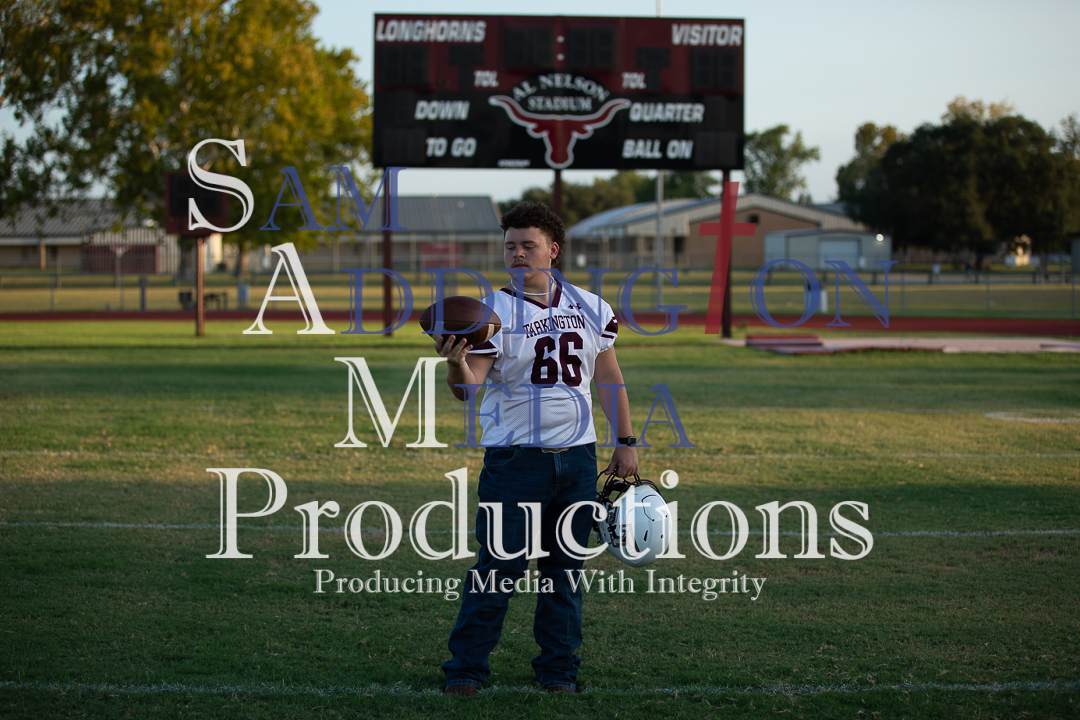 LONGHORNS VISITOR
TOL TOL
AL NELSON
STADIUM
DOWN QUARTER
TO GO BALL ON
SAM
ADDINGTON
MEDIA
Productions
Producing Media With Integrity
TARKINGTON
66